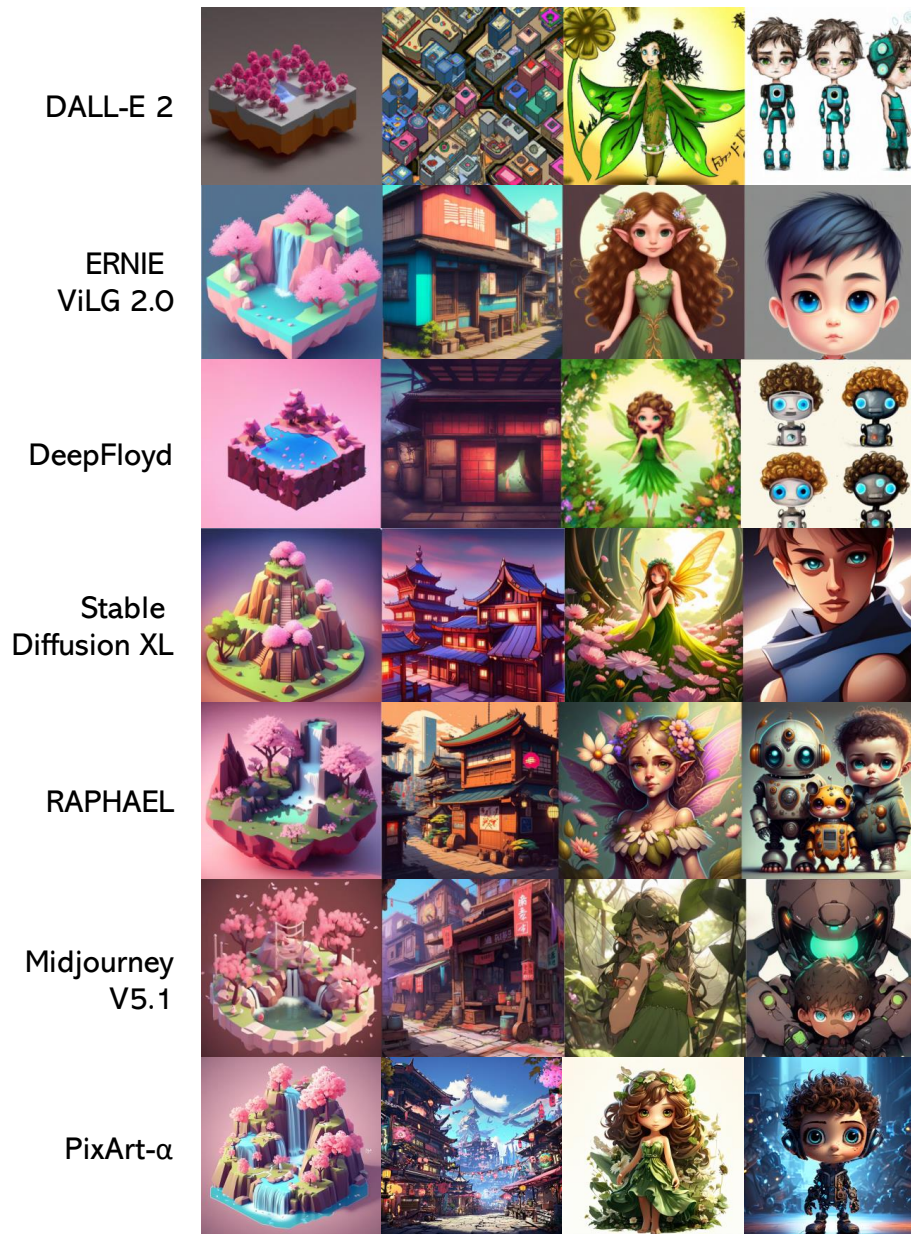 DALL-E 2
ERNIE
ViLG 2.0
DeepFloyd
Stable
Diffusion XL
RAPHAEL
Midjourney
V5.1
PixArt-α